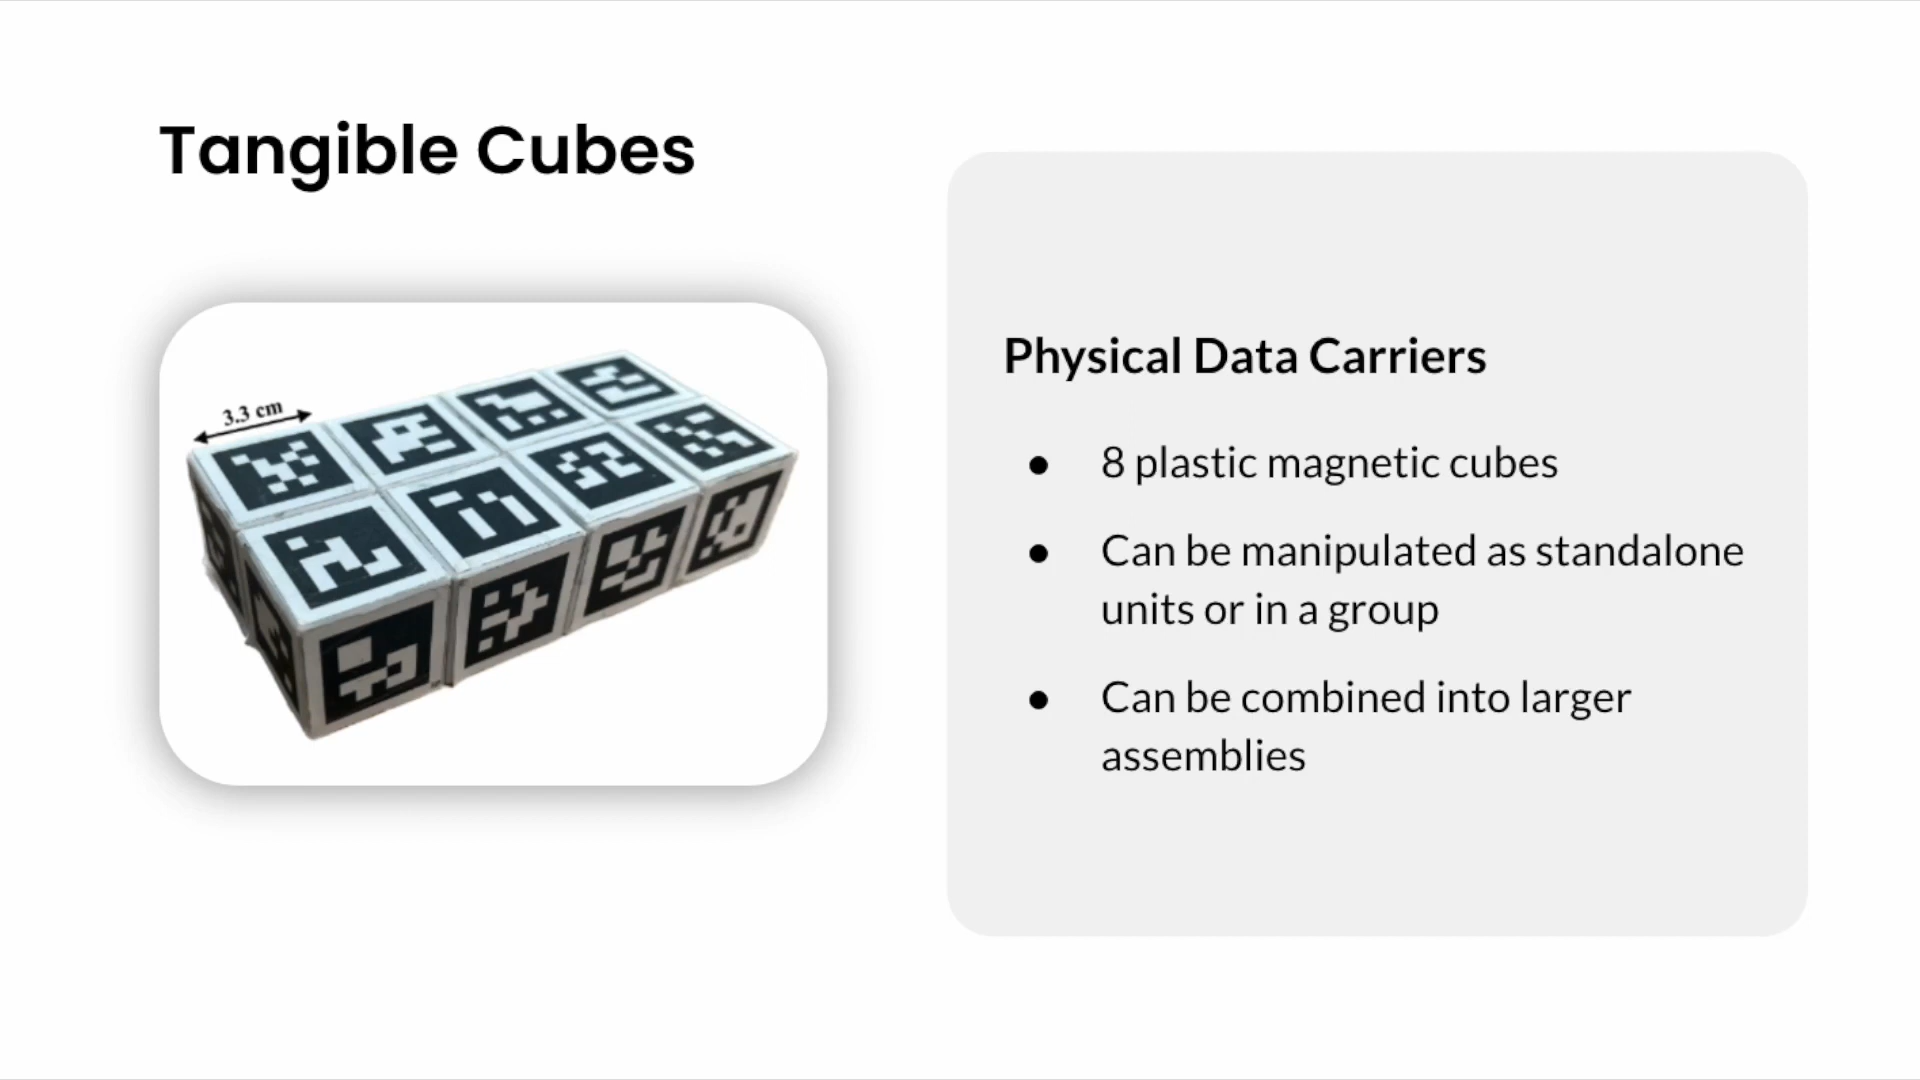 Tangible Cubes
3.3 cm
Physical Data Carriers
● 8 plastic magnetic cubes
● Can be manipulated as standalone
units or in a group
● Can be combined into larger
assemblies